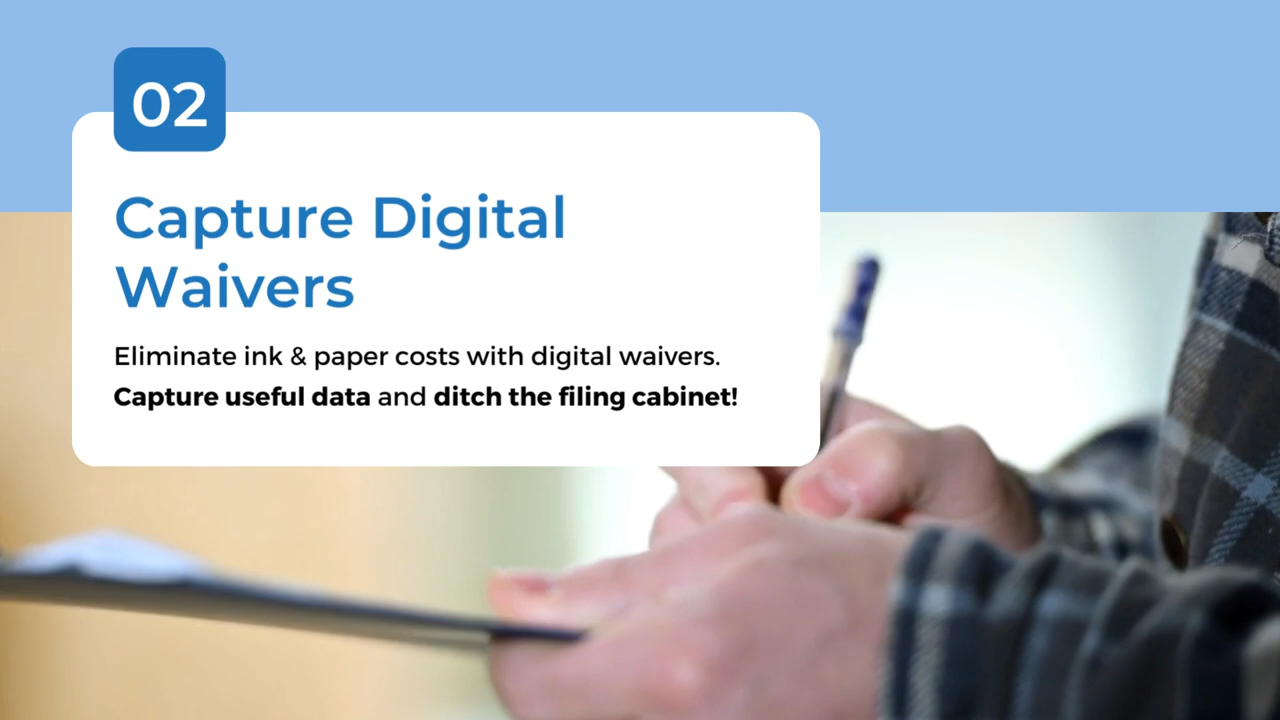 02
Capture Digital
Waivers
Eliminate ink & paper costs with digital waivers.
Capture useful data and ditch the filing cabinet!